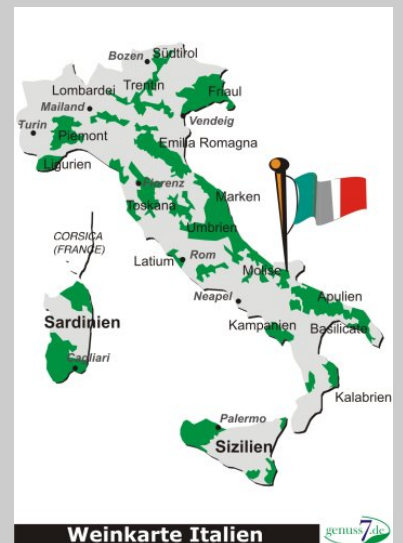 Bozen
Südtirol
Lombardei
Trentin
Friaul
Mailand
Vendeig
Turin
Piemont
Emilia Romagna
Ligurien
Florenz
Toskana
Marken
Umbrien
CORSICA
(FRANCE)
Latium
Rom
Molise
Neapel
Apulien
Sardinien
Kampanien
Basilicata
Cagliari
Kalabrien
Palermo
Sizilien
Weinkarte Italien
genuss7.de